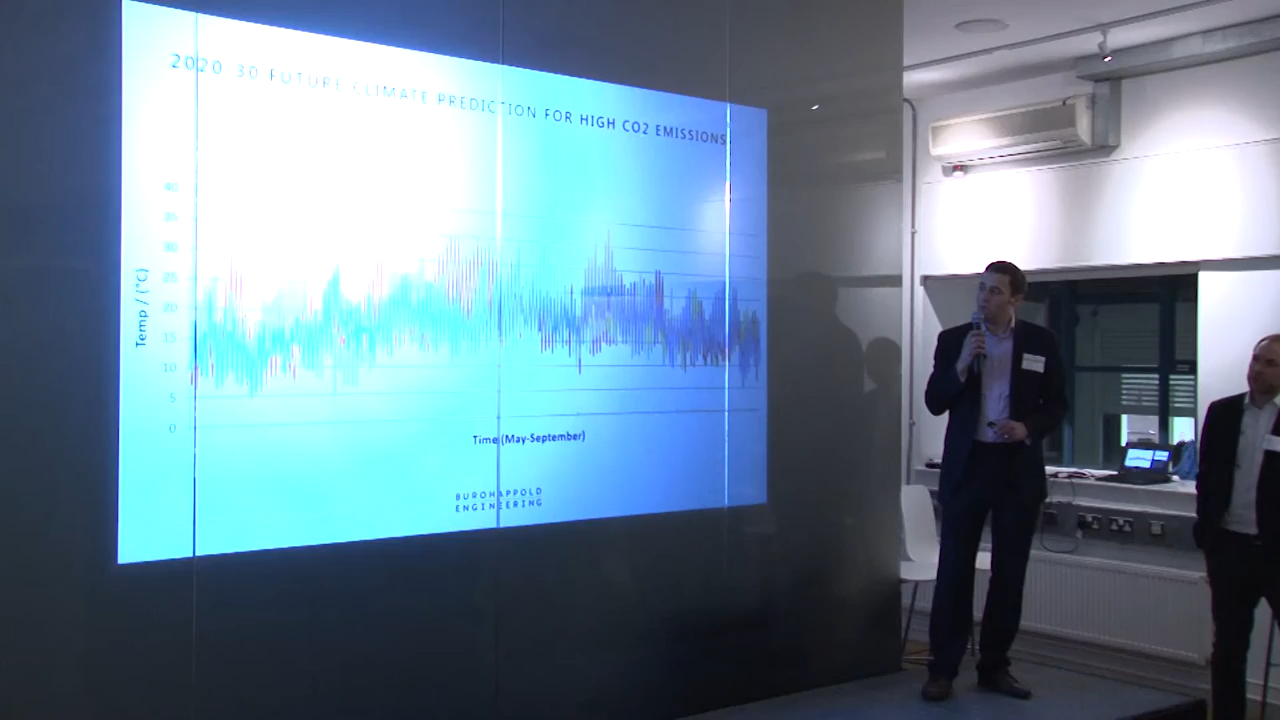 2020-30 FUTURE CLIMATE PREDICTION FOR HIGH CO2 EMISSIONS
40
35
30
25
20
15
10
5
0
Temp / (°C)
Time (May-September)
BUROHAPPOLD
ENGINEERING